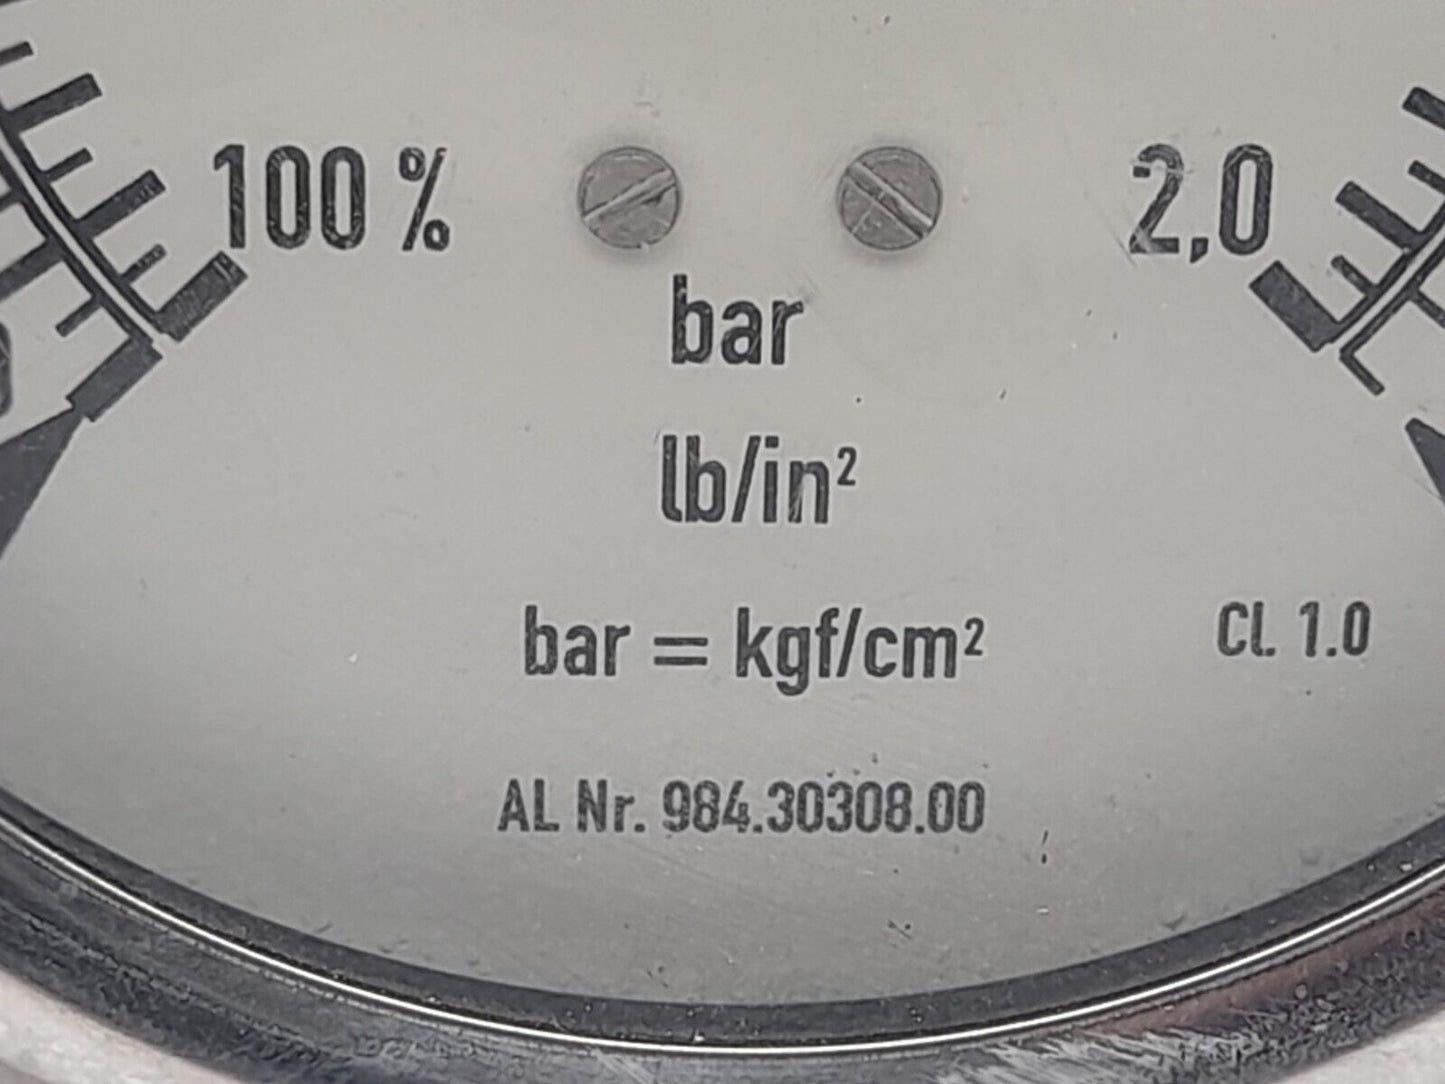 100 %
2,0
bar
lb/in²
bar = kgf/cm²
Cl. 1.0
AL Nr. 984.30308.00